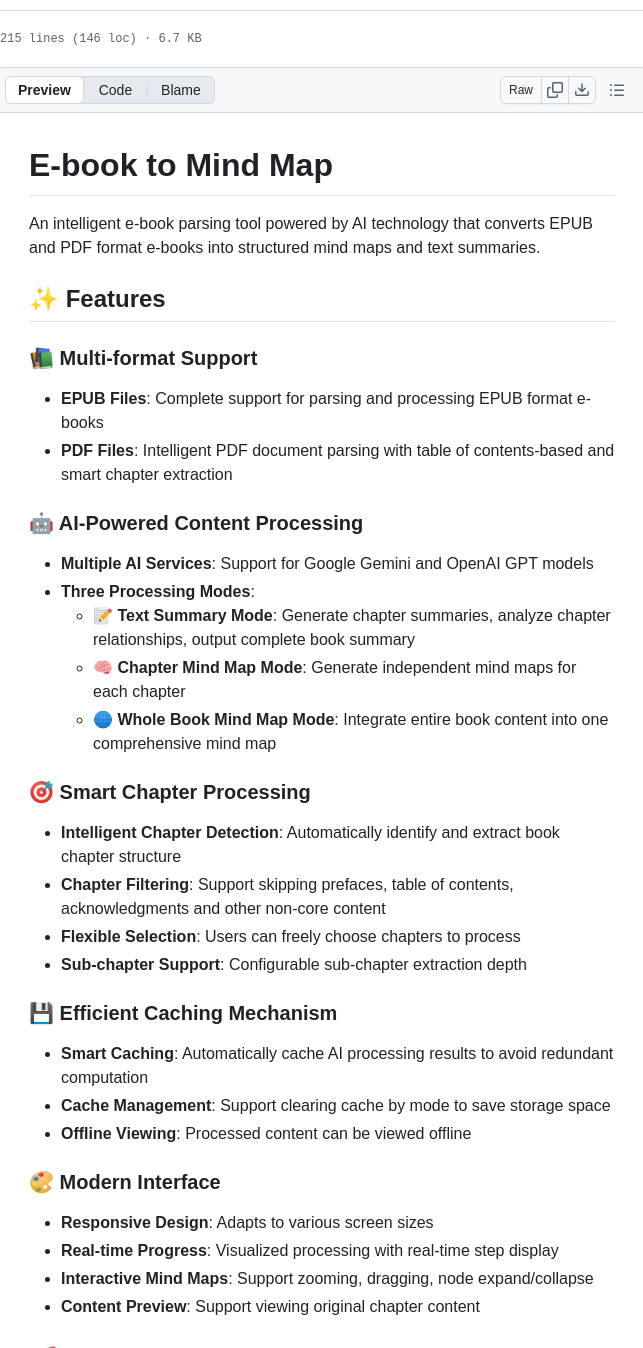 215 lines (146 loc) · 6.7 KB
Preview Code Blame Raw
E-book to Mind Map
An intelligent e-book parsing tool powered by AI technology that converts EPUB
and PDF format e-books into structured mind maps and text summaries.
✨ Features
📚 Multi-format Support
• EPUB Files: Complete support for parsing and processing EPUB format e-
books
• PDF Files: Intelligent PDF document parsing with table of contents-based and
smart chapter extraction
🤖 AI-Powered Content Processing
• Multiple AI Services: Support for Google Gemini and OpenAI GPT models
• Three Processing Modes:
◦ 📝 Text Summary Mode: Generate chapter summaries, analyze chapter
relationships, output complete book summary
◦ 🧠 Chapter Mind Map Mode: Generate independent mind maps for
each chapter
◦ 🌐 Whole Book Mind Map Mode: Integrate entire book content into one
comprehensive mind map
🎯 Smart Chapter Processing
• Intelligent Chapter Detection: Automatically identify and extract book
chapter structure
• Chapter Filtering: Support skipping prefaces, table of contents,
acknowledgments and other non-core content
• Flexible Selection: Users can freely choose chapters to process
• Sub-chapter Support: Configurable sub-chapter extraction depth
💾 Efficient Caching Mechanism
• Smart Caching: Automatically cache AI processing results to avoid redundant
computation
• Cache Management: Support clearing cache by mode to save storage space
• Offline Viewing: Processed content can be viewed offline
🎨 Modern Interface
• Responsive Design: Adapts to various screen sizes
• Real-time Progress: Visualized processing with real-time step display
• Interactive Mind Maps: Support zooming, dragging, node expand/collapse
• Content Preview: Support viewing original chapter content